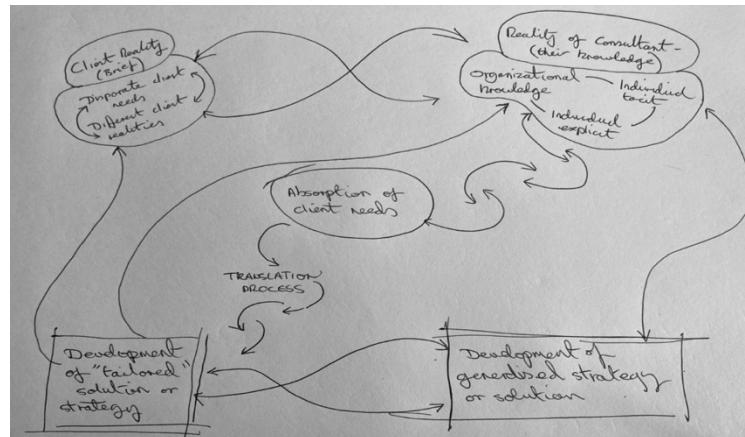 Client Reality
(Brief)
Disparate client
needs
Different client
realities
Reality of Consultant-
(their knowledge)
Organizational
knowledge
Individual
tacit
Individual
explicit
Absorption of
client needs
TRANSLATION
PROCESS
Development
of "tailored"
solution or
strategy
Development of
generalised strategy
or solution